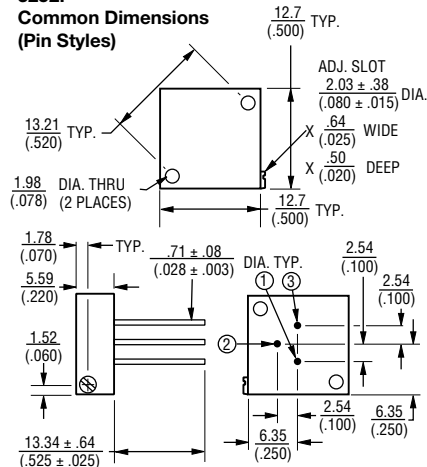 Common Dimensions
(Pin Styles)
12.7
(.500) TYP.
ADJ. SLOT
2.03 ± .38
(.080 ± .015) DIA.
X .64
(.025) WIDE
X .50
(.020) DEEP
13.21
(.520) TYP.
1.98
(.078) DIA. THRU
(2 PLACES)
12.7
(.500) TYP.
1.78
(.070) TYP.
5.59
(.220)
.71 ± .08
(.028 ± .003) DIA. TYP.
1.52
(.060)
13.34 ± .64
(.525 ± .025)
1
3
2
2.54
(.100)
2.54
(.100)
2.54
(.100)
6.35
(.250)
6.35
(.250)